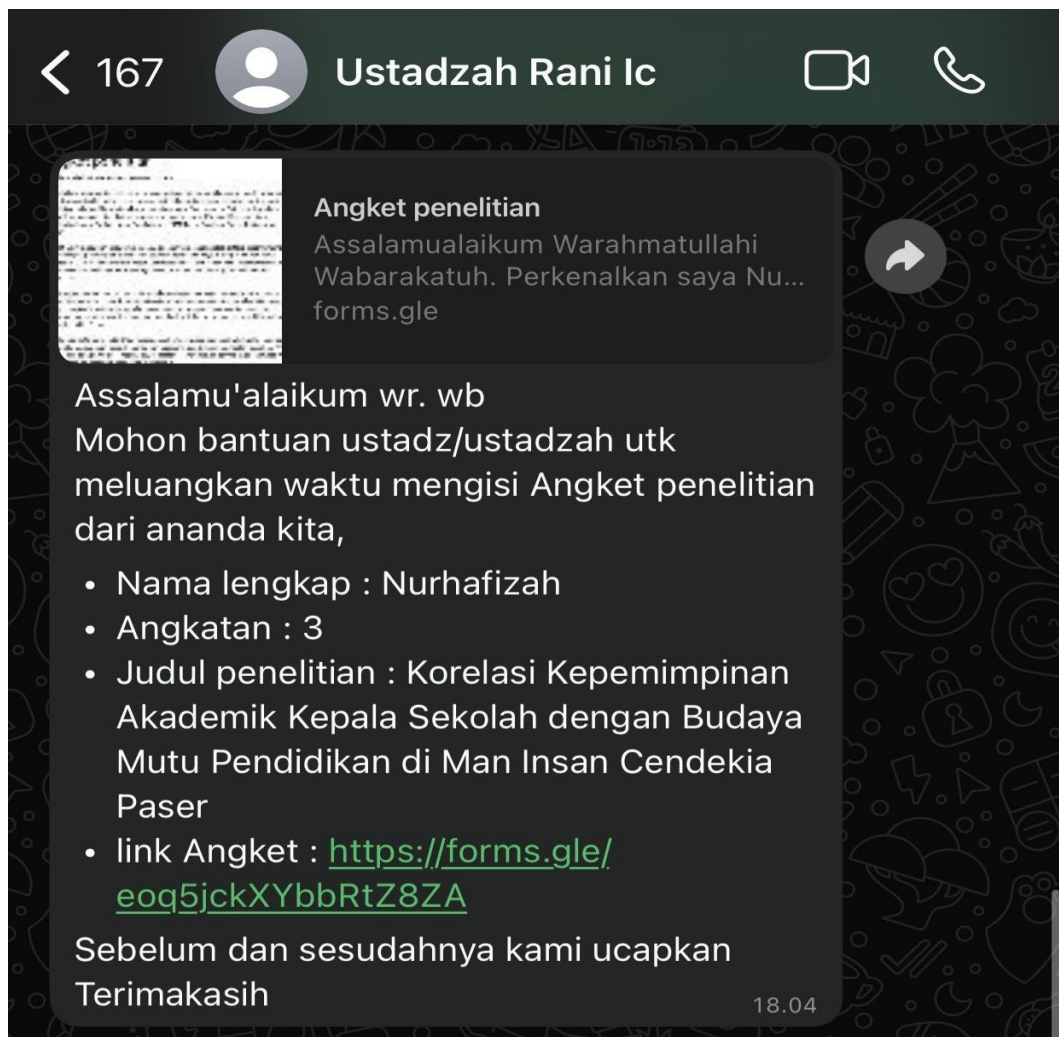 167
Ustadzah Rani Ic
Angket penelitian
Assalamualaikum Warahmatullahi
Wabarakatuh. Perkenalkan saya Nu...
forms.gle
Assalamu'alaikum wr. wb
Mohon bantuan ustadz/ustadzah utk
meluangkan waktu mengisi Angket penelitian
dari ananda kita,
• Nama lengkap : Nurhafizah
• Angkatan : 3
• Judul penelitian : Korelasi Kepemimpinan
Akademik Kepala Sekolah dengan Budaya
Mutu Pendidikan di Man Insan Cendekia
Paser
• link Angket : https://forms.gle/
eoq5jckXYbbRtZ8ZA
Sebelum dan sesudahnya kami ucapkan
Terimakasih
18.04